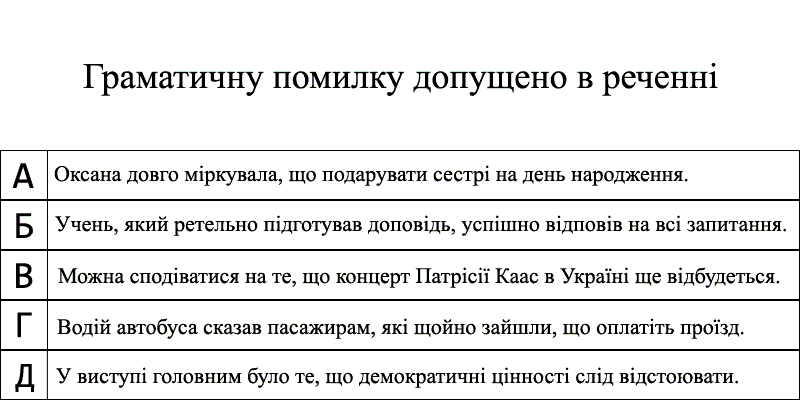 Граматичну помилку допущено в реченні
А Оксана довго міркувала, що подарувати сестрі на день народження.
Б Учень, який ретельно підготував доповідь, успішно відповів на всі запитання.
В Можна сподіватися на те, що концерт Патрісії Каас в Україні ще відбудеться.
Г Водій автобуса сказав пасажирам, які щойно зайшли, що оплатіть проїзд.
Д У виступі головним було те, що демократичні цінності слід відстоювати.